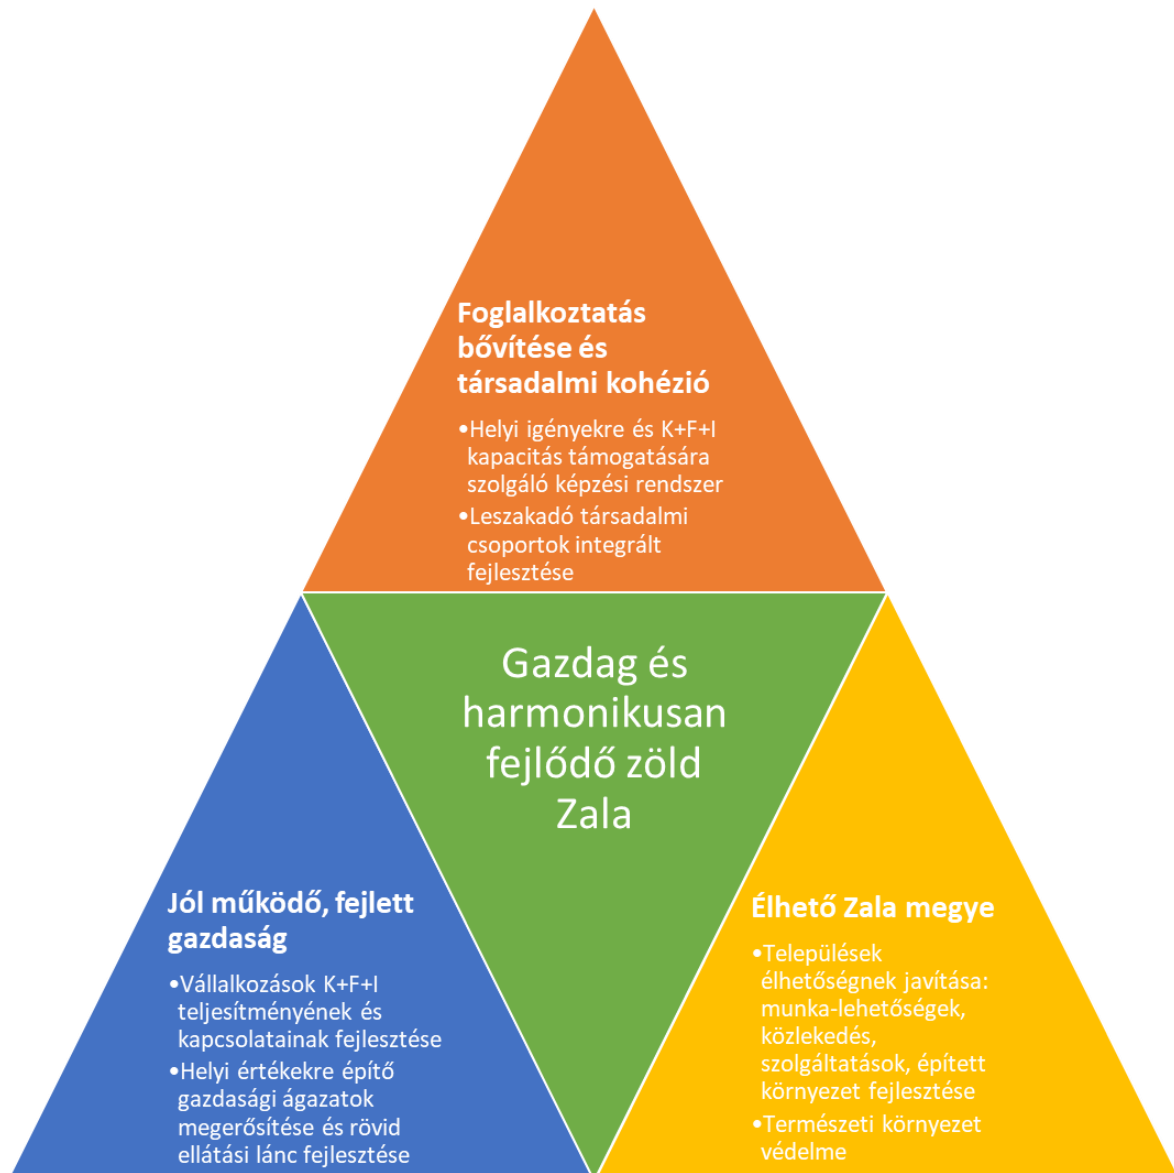 Foglalkoztatás
bővítése és
társadalmi kohézió
•Helyi igényekre és K+F+I
kapacitás támogatására
szolgáló képzési rendszer
•Leszakadó társadalmi
csoportok integrált
fejlesztése
Gazdag és
harmonikusan
fejlődő zöld
Zala
Jól működő, fejlett
gazdaság
•Vállalkozások K+F+I
teljesítményének és
kapcsolatainak fejlesztése
•Helyi értékekre építő
gazdasági ágazatok
megerősítése és rövid
ellátási lánc fejlesztése
Élhető Zala megye
•Települések
élhetőségnek javítása:
munka-lehetőségek,
közlekedés,
szolgáltatások, épített
környezet fejlesztése
•Természeti környezet
védelme